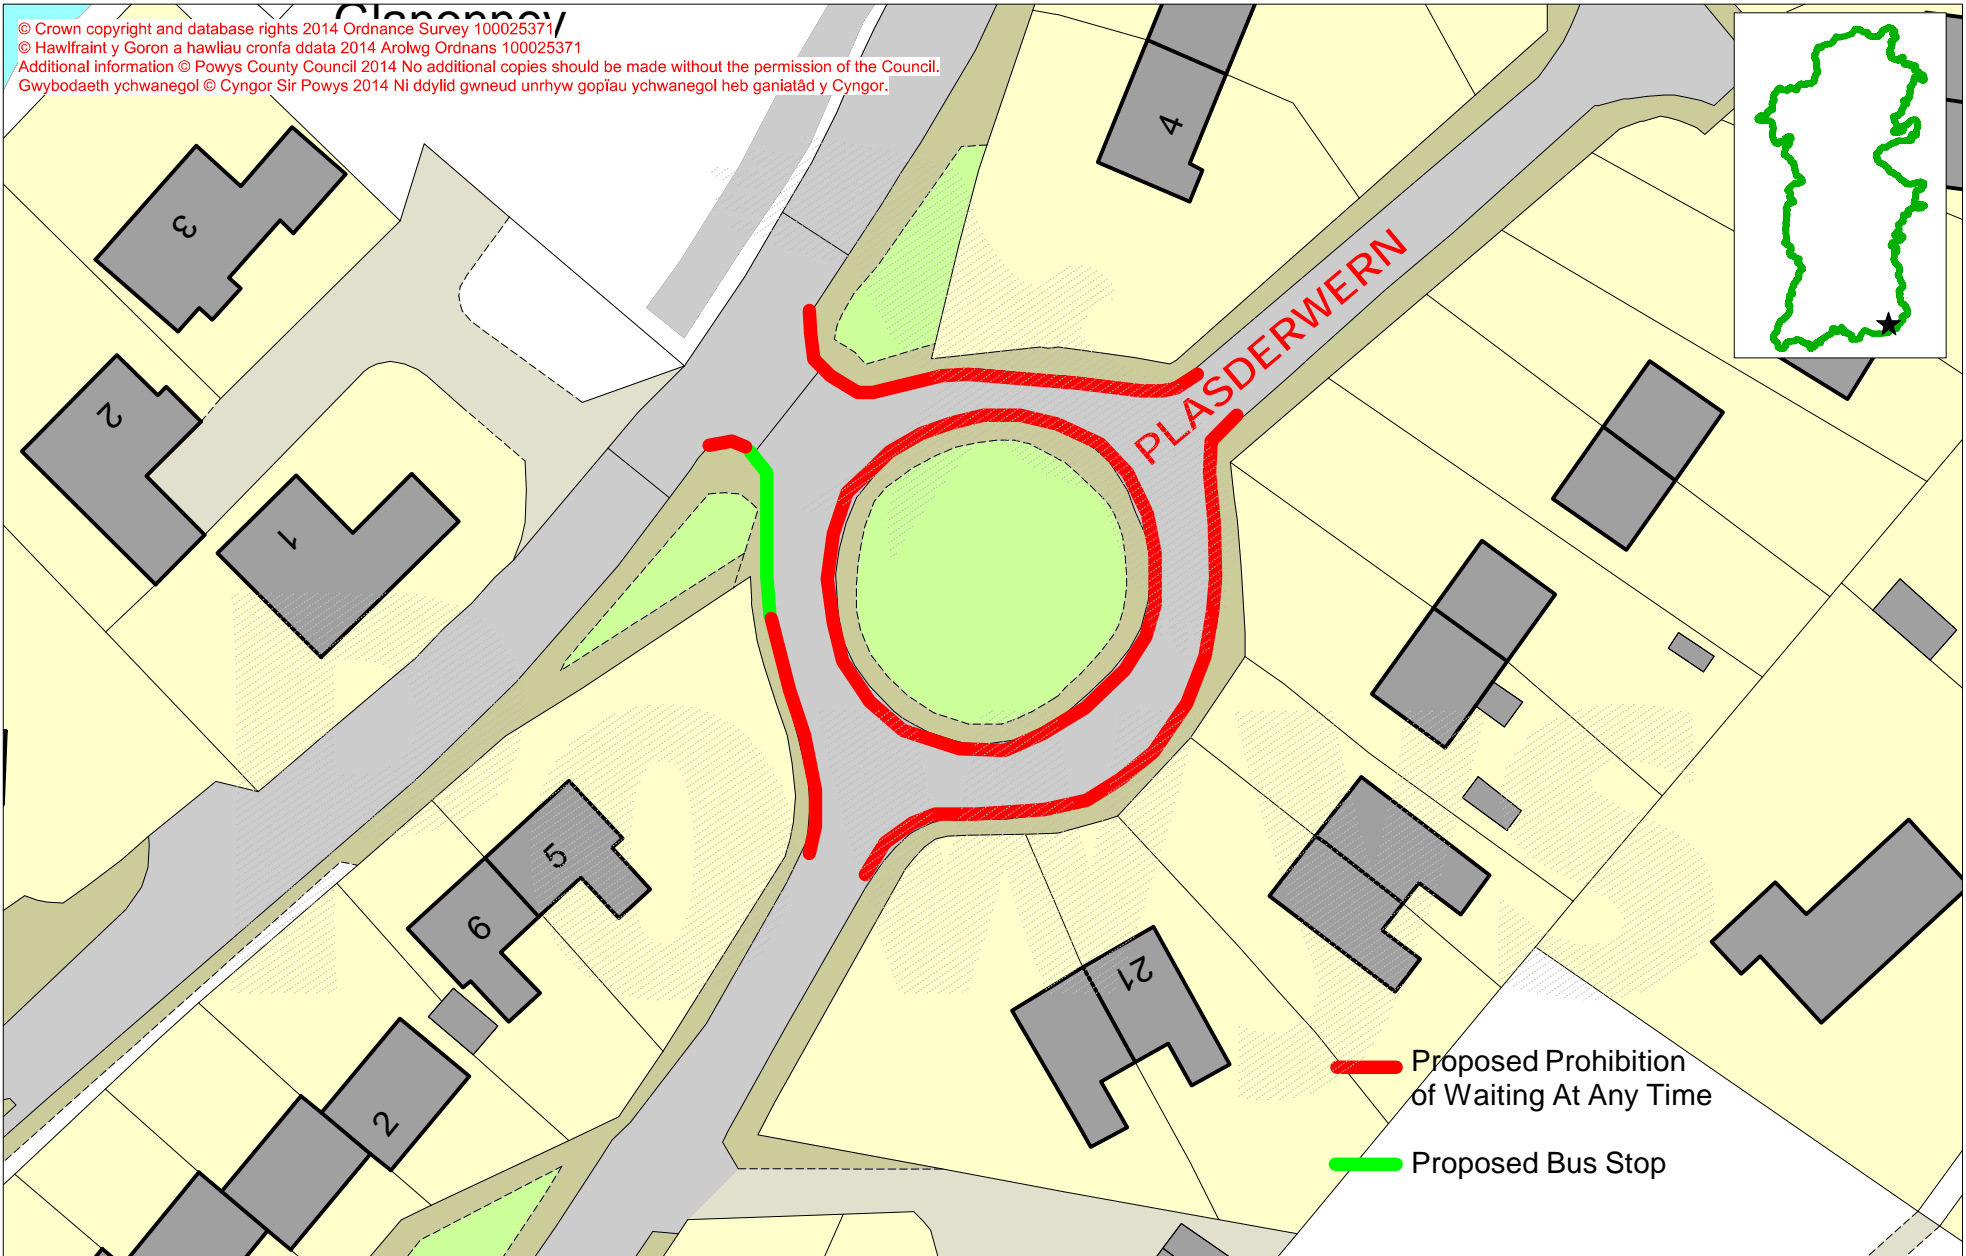 © Crown copyright and database rights 2014 Ordnance Survey 100025371
© Hawlfraint y Goron a hawliau cronfa ddata 2014 Arolwg Ordnans 100025371
Additional information © Powys County Council 2014 No additional copies should be made without the permission of the Council.
Gwybodaeth ychwanegol © Cyngor Sir Powys 2014 Ni ddylid gwneud unrhyw gopïau ychwanegol heb ganiatâd y Cyngor.
4
3
PLASDERWERN
2
1
5
6
21
2
Proposed Prohibition
of Waiting At Any Time
Proposed Bus Stop
POWYS